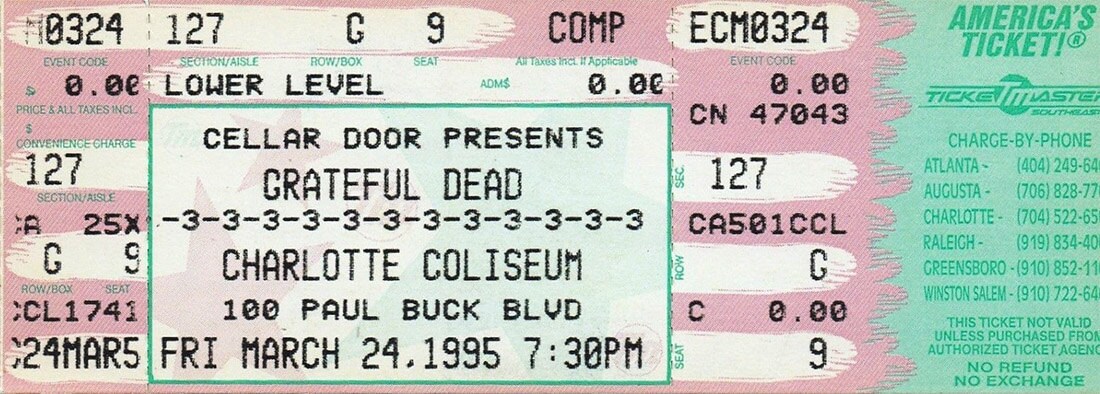 M0324 127 G 9 COMP ECM0324
EVENT CODE SECTION/AISLE ROW/BOX SEAT All Taxes Incl. If Applicable EVENT CODE
$ 0.00 LOWER LEVEL ADM$ 0.00 0.00
PRICE & ALL TAXES INCL.
CN 47043
$
CONVENIENCE CHARGE
CELLAR DOOR PRESENTS
127
SECTION/AISLE
GRATEFUL DEAD
SEC.
127
25X
-3-3-3-3-3-3-3-3-3-3-3-3
CA501CCL
G 9
ROW/BOX SEAT
CHARLOTTE COLISEUM
ROW
G
CCL1741
100 PAUL BUCK BLVD
C 0.00
24MAR5
FRI MARCH 24.1995 7:30PM
SEAT
9
AMERICA'S
TICKET!®
TICKETMASTER
SOUTHEAST
CHARGE-BY-PHONE
ATLANTA - (404) 249-64
AUGUSTA - (706) 828-77
CHARLOTTE - (704) 522-65
RALEIGH - (919) 834-40
GREENSBORO - (910) 852-11
WINSTON SALEM - (910) 722-64
THIS TICKET NOT VALID
UNLESS PURCHASED FROM
AUTHORIZED TICKET AGENC
NO REFUND
NO EXCHANGE